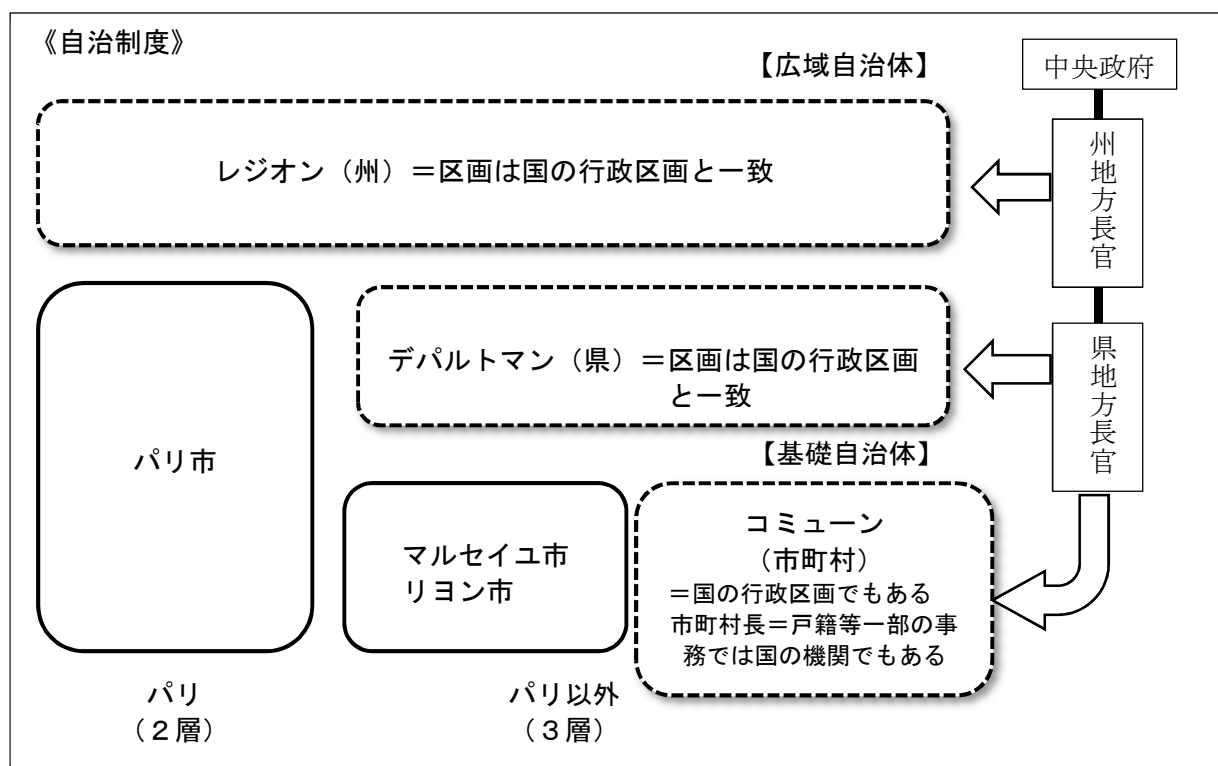 《自治制度》
【広域自治体】
中央政府
レジオン（州）＝区画は国の行政区画と一致
州地方長官
デパルトマン（県）＝区画は国の行政区画
と一致
県地方長官
【基礎自治体】
パリ市
マルセイユ市
リヨン市
コミューン
（市町村）
＝国の行政区画でもある
市町村長＝戸籍等一部の事
務では国の機関でもある
パリ
（２層）
パリ以外
（３層）